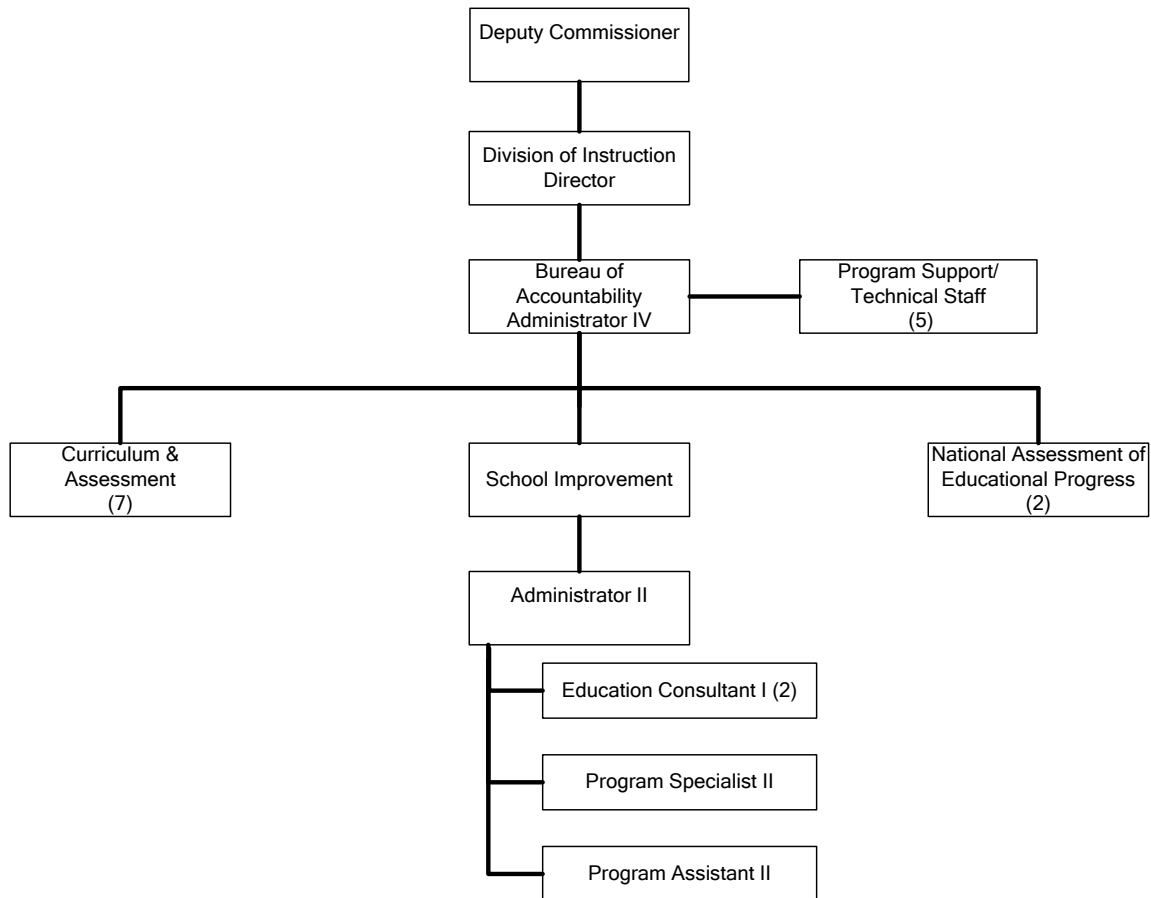 Deputy Commissioner
Division of Instruction
Director
Bureau of
Accountability
Administrator IV
Program Support/
Technical Staff
(5)
Curriculum &
Assessment
(7)
School Improvement
National Assessment of
Educational Progress
(2)
Administrator II
Education Consultant I (2)
Program Specialist II
Program Assistant II